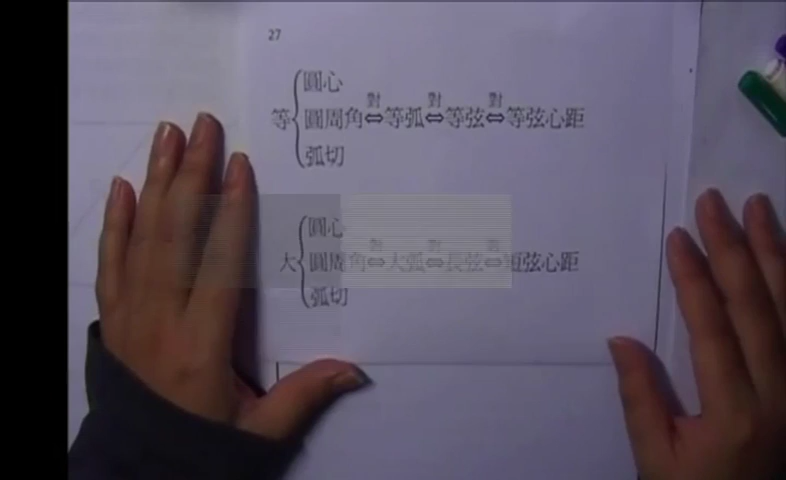 27
圓心
對 對 對
等 圓周角⇔等弧⇔等弦⇔等弦心距
弧切
圓心
對 對 對
大 圓周角⇔大弧⇔長弦⇔短弦心距
弧切